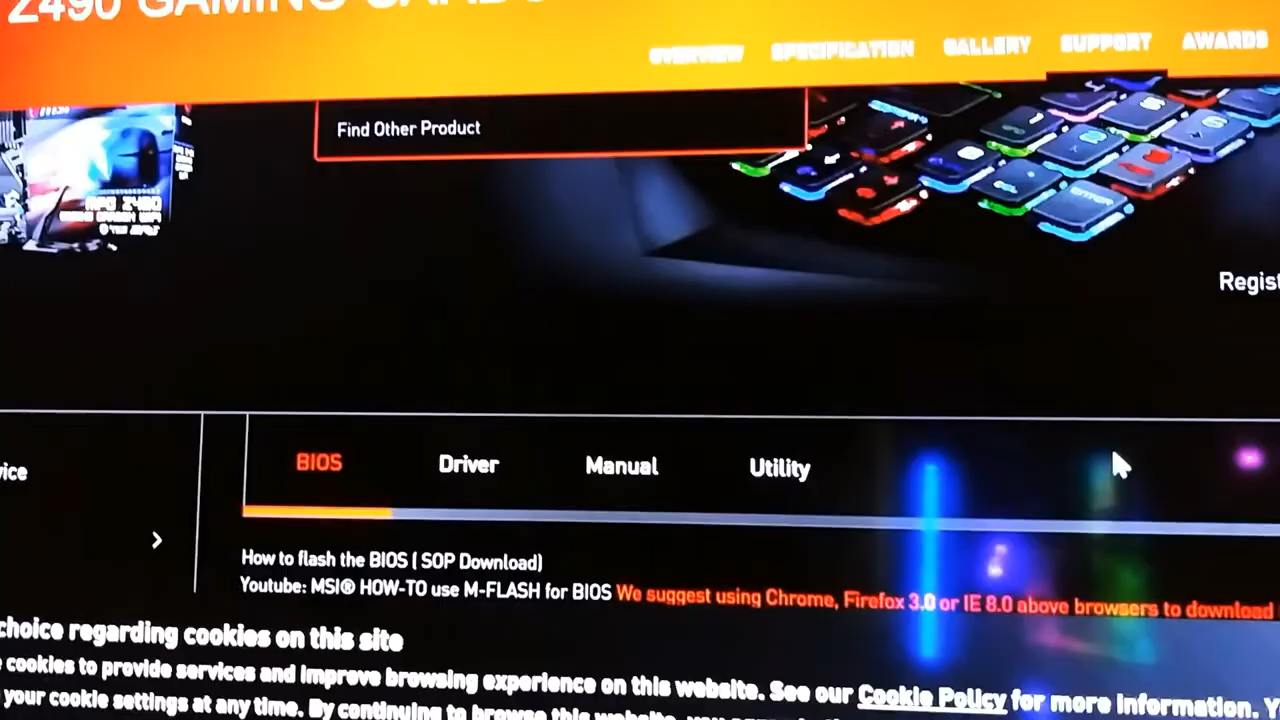 Z490 GAMING
OVERVIEW SPECIFICATION GALLERY SUPPORT AWARDS
Find Other Product
MPG Z490
Regist
BIOS Driver Manual Utility
vice
How to flash the BIOS ( SOP Download)
Youtube: MSI® HOW-TO use M-FLASH for BIOS We suggest using Chrome, Firefox 3.0 or IE 8.0 above browsers to download
choice regarding cookies on this site
cookies to provide services and improve browsing experience on this website. See our Cookie Policy for more information. Y
your cookie settings at any time. By continuing to browse this website, you